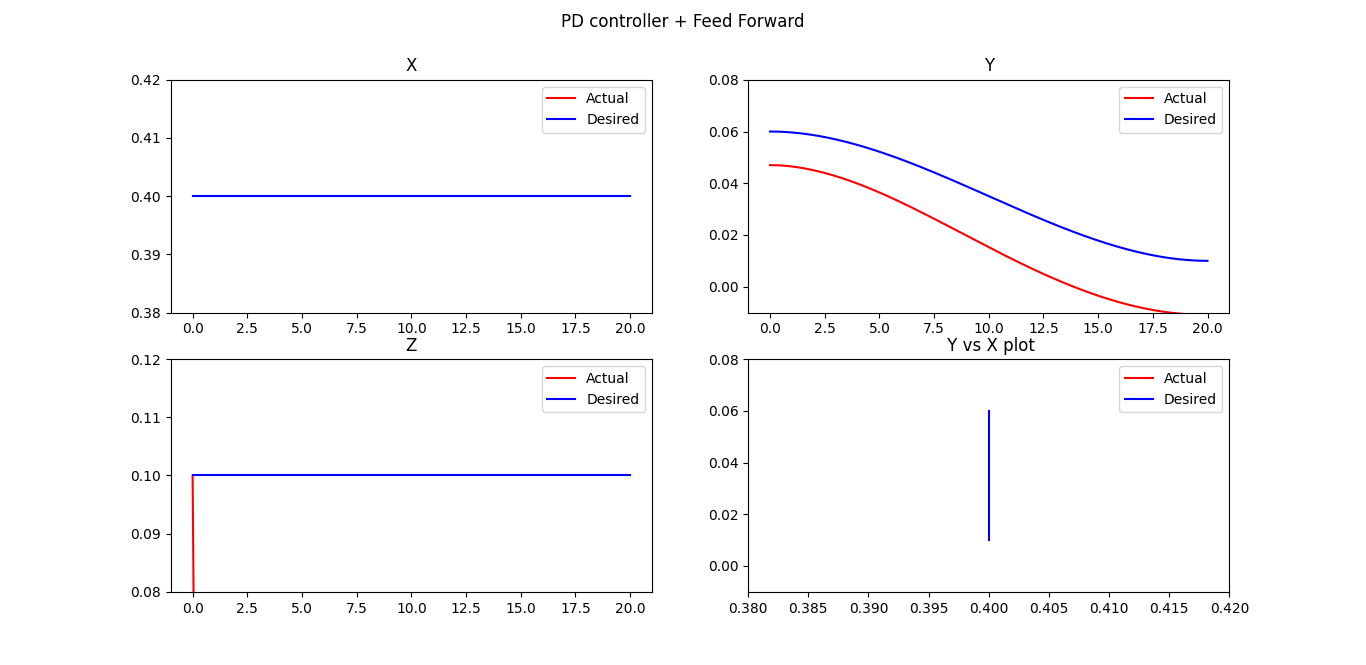 PD controller + Feed Forward
X
0.42
0.41
0.40
0.39
0.38
0.0 2.5 5.0 7.5 10.0 12.5 15.0 17.5 20.0
Actual
Desired
Y
0.08
0.06
0.04
0.02
0.00
0.0 2.5 5.0 7.5 10.0 12.5 15.0 17.5 20.0
Actual
Desired
Z
0.12
0.11
0.10
0.09
0.08
0.0 2.5 5.0 7.5 10.0 12.5 15.0 17.5 20.0
Actual
Desired
Y vs X plot
0.08
0.06
0.04
0.02
0.00
0.380 0.385 0.390 0.395 0.400 0.405 0.410 0.415 0.420
Actual
Desired